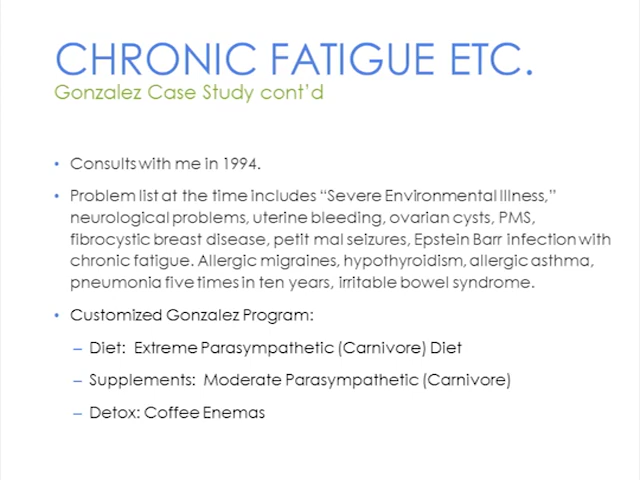 CHRONIC FATIGUE ETC.
Gonzalez Case Study cont'd
• Consults with me in 1994.
• Problem list at the time includes “Severe Environmental Illness,”
neurological problems, uterine bleeding, ovarian cysts, PMS,
fibrocystic breast disease, petit mal seizures, Epstein Barr infection with
chronic fatigue. Allergic migraines, hypothyroidism, allergic asthma,
pneumonia five times in ten years, irritable bowel syndrome.
• Customized Gonzalez Program:
– Diet: Extreme Parasympathetic (Carnivore) Diet
– Supplements: Moderate Parasympathetic (Carnivore)
– Detox: Coffee Enemas